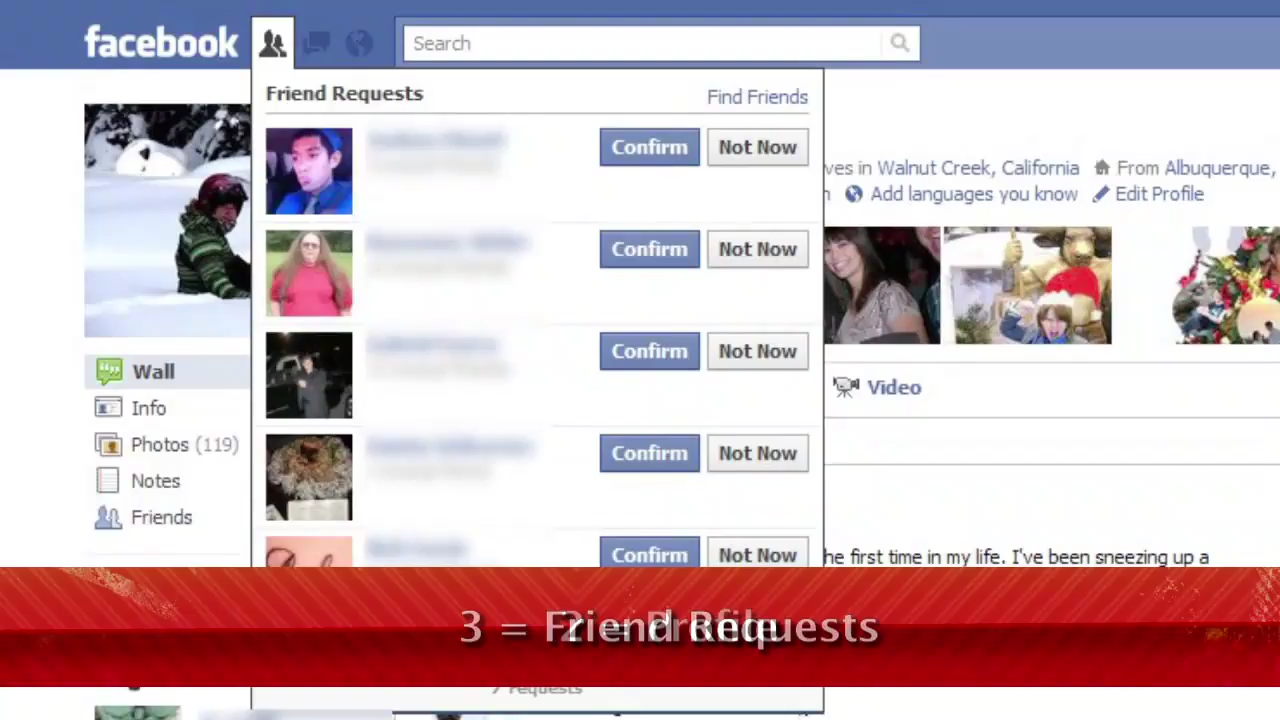 facebook
Search
Friend Requests
Find Friends
Confirm Not Now
ves in Walnut Creek, California From Albuquerque,
Add languages you know Edit Profile
Confirm Not Now
Confirm Not Now
Confirm Not Now
Confirm Not Now
Wall
Info
Photos (119)
Notes
Friends
Video
he first time in my life. I've been sneezing up a
3 = Friend Requests
7 requests